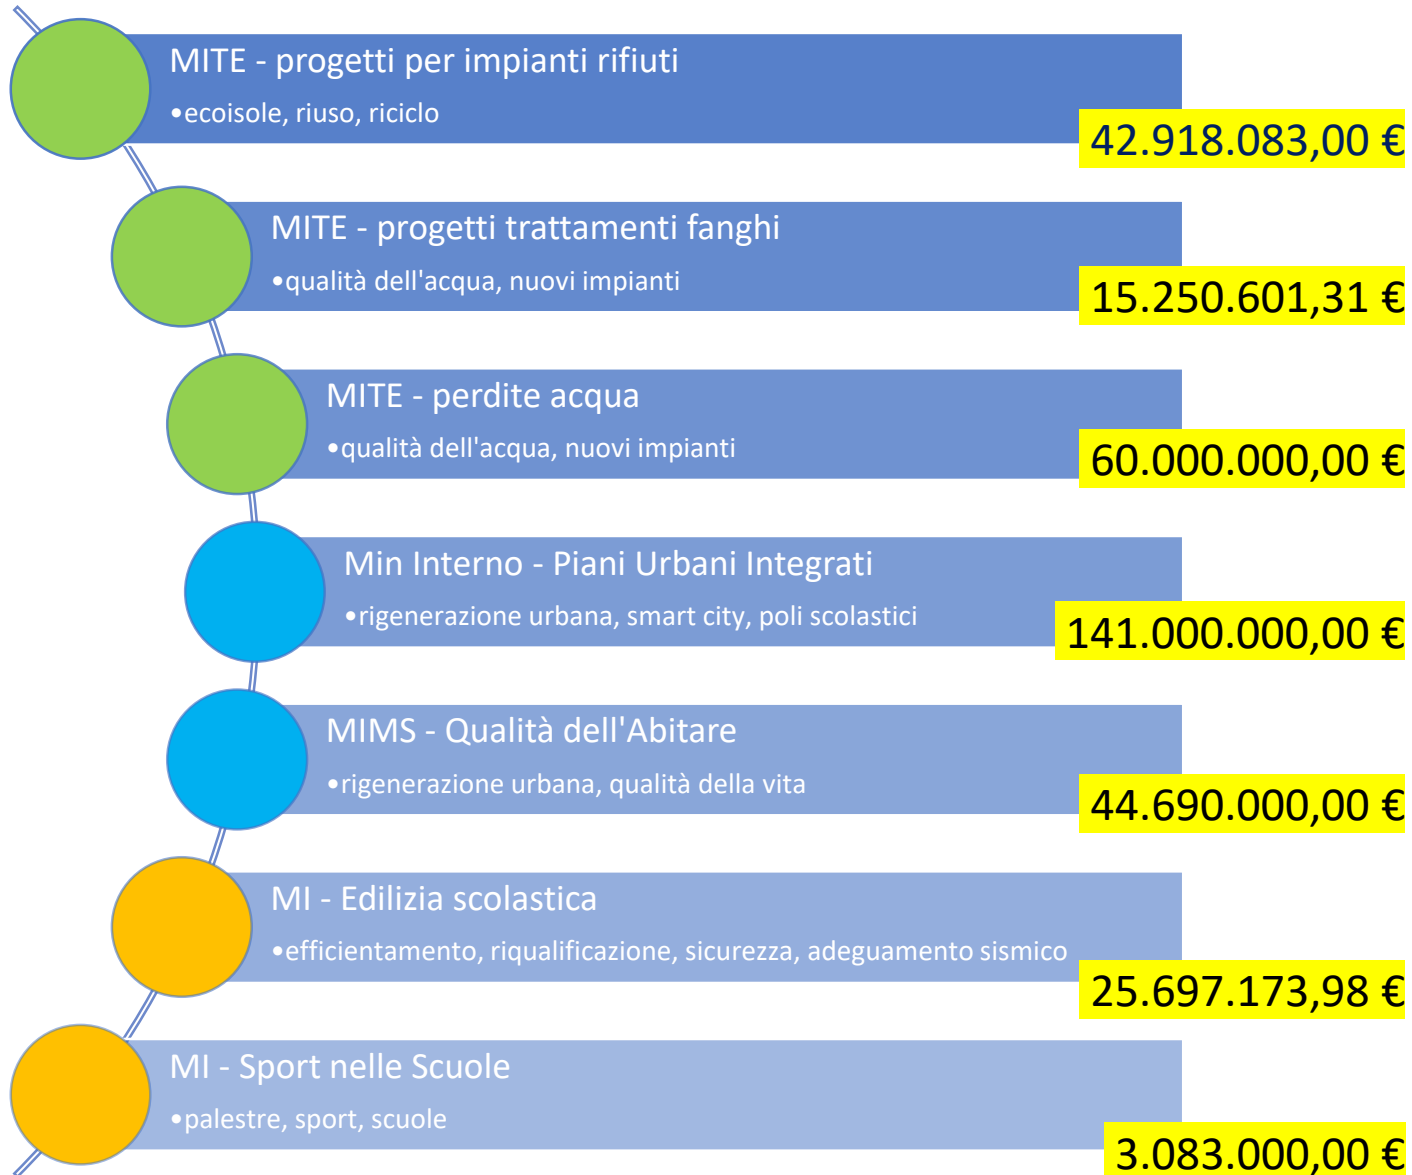 MITE - progetti per impianti rifiuti
•ecoisole, riuso, riciclo
42.918.083,00 €
MITE - progetti trattamenti fanghi
•qualità dell'acqua, nuovi impianti
15.250.601,31 €
MITE - perdite acqua
•qualità dell'acqua, nuovi impianti
60.000.000,00 €
Min Interno - Piani Urbani Integrati
•rigenerazione urbana, smart city, poli scolastici
141.000.000,00 €
MIMS - Qualità dell'Abitare
•rigenerazione urbana, qualità della vita
44.690.000,00 €
MI - Edilizia scolastica
•efficientamento, riqualificazione, sicurezza, adeguamento sismico
25.697.173,98 €
MI - Sport nelle Scuole
•palestre, sport, scuole
3.083.000,00 €